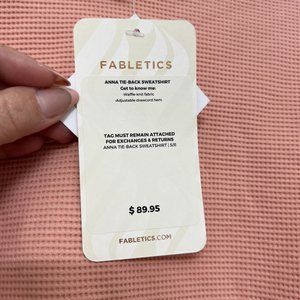 FABLETICS
ANNA TIE-BACK SWEATSHIRT
Get to know me:
-Waffle-knit fabric
-Adjustable drawcord hem
TAG MUST REMAIN ATTACHED
FOR EXCHANGES & RETURNS
ANNA TIE-BACK SWEATSHIRT | S/6
$ 89.95
FABLETICS.COM